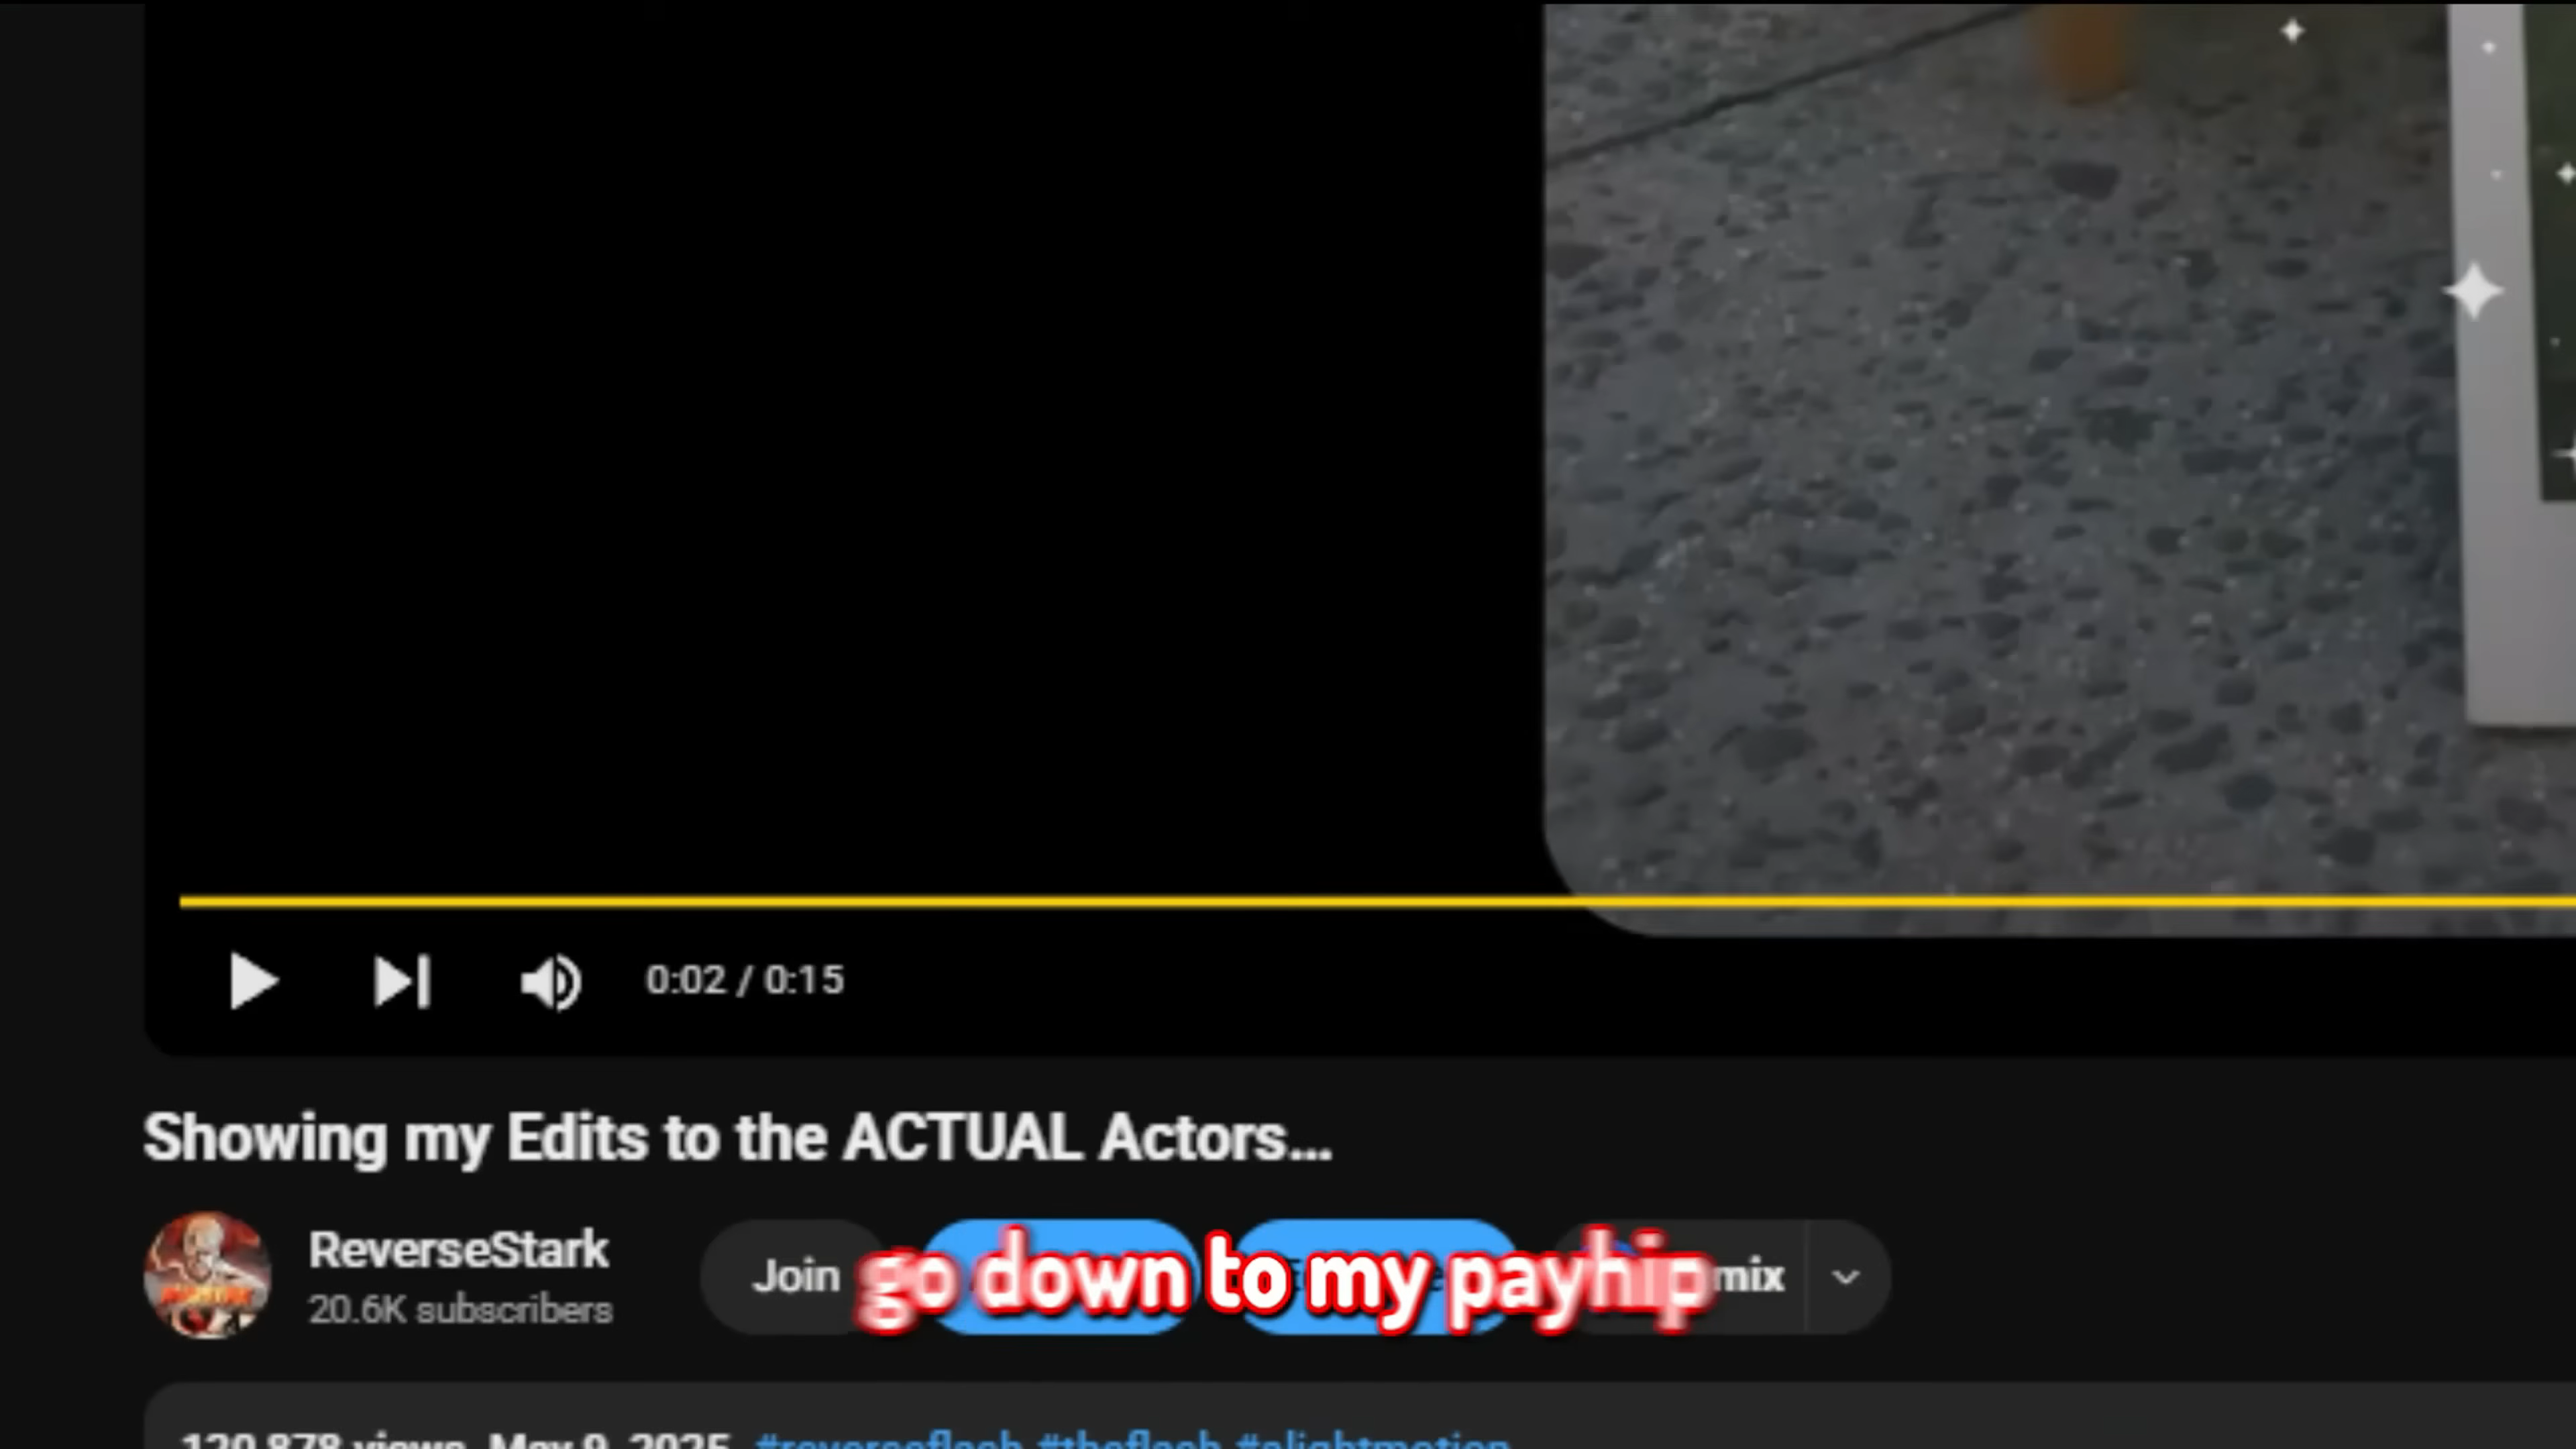 0:02 / 0:15
Showing my Edits to the ACTUAL Actors...
ReverseStark
20.6K subscribers
Join
go down to my payhip
mix
120,878 views May 9, 2025 #reverseflash #theflash #alightmotion